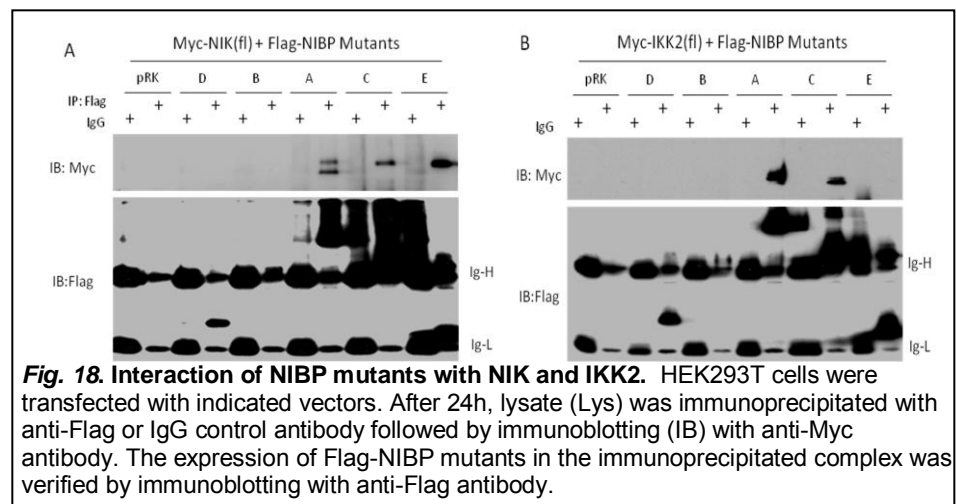 A
Myc-NIK(fl) + Flag-NIBP Mutants
pRK D B A C E
IP: Flag + + + + + +
IgG + + + + + +
IB: Myc
IB:Flag
Ig-H
Ig-L
B
Myc-IKK2(fl) + Flag-NIBP Mutants
pRK D B A C E
+ + + + + +
IgG + + + + + +
IB: Myc
IB:Flag
Ig-H
Ig-L
Fig. 18. Interaction of NIBP mutants with NIK and IKK2. HEK293T cells were
transfected with indicated vectors. After 24h, lysate (Lys) was immunoprecipitated with
anti-Flag or IgG control antibody followed by immunoblotting (IB) with anti-Myc
antibody. The expression of Flag-NIBP mutants in the immunoprecipitated complex was
verified by immunoblotting with anti-Flag antibody.